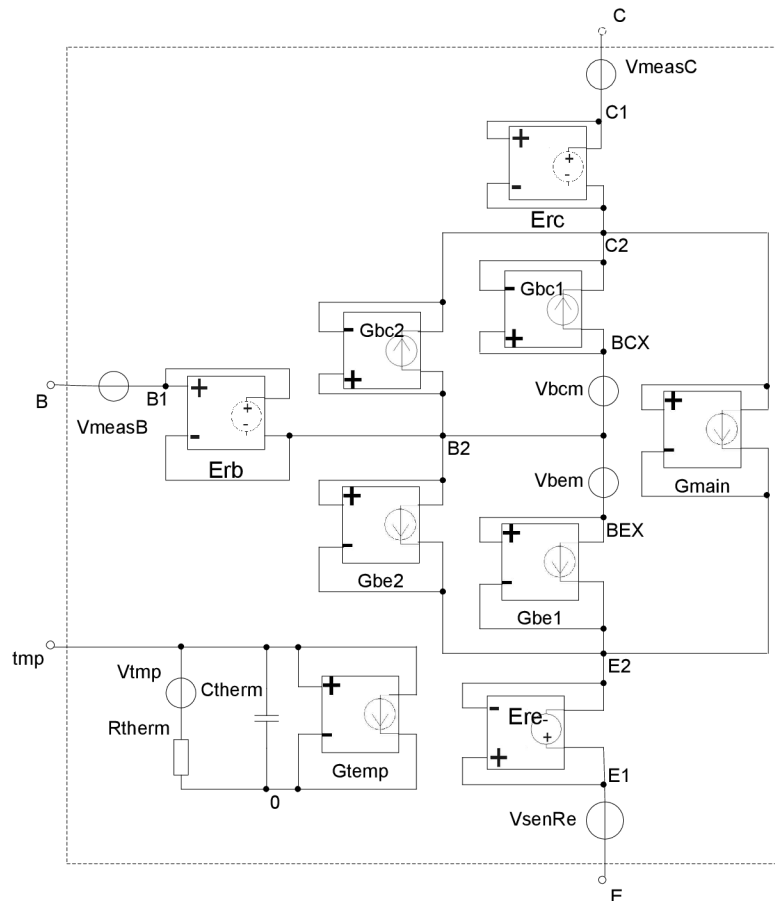 C
VmeasC
C1
+
+
-
-
Erc
C2
-
Gbc1
+
BCX
-
Gbc2
+
Vbcm
B
VmeasB
B1
+
+
-
-
Erb
B2
+
-
Gmain
Vbem
BEX
+
-
Gbe2
+
-
Gbe1
tmp
Vtmp
Ctherm
Rtherm
+
-
Gtemp
0
E2
-
Ere
-
+
+
E1
VsenRe
E